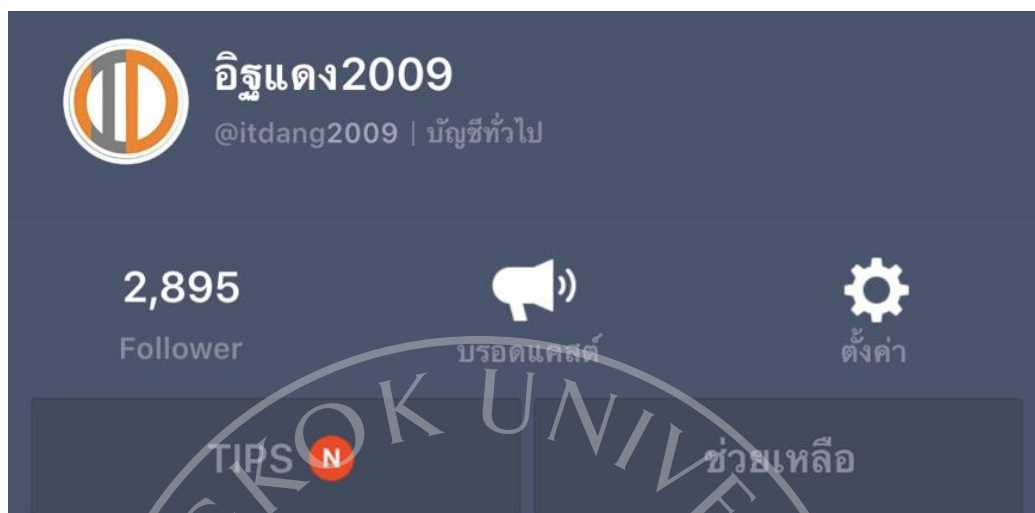 อิฐแดง2009
@itdang2009 | บัญชีทั่วไป
2,895
Follower
บรอดแคสต์
ตั้งค่า
TIPS N
ช่วยเหลือ
KOK UNIVE